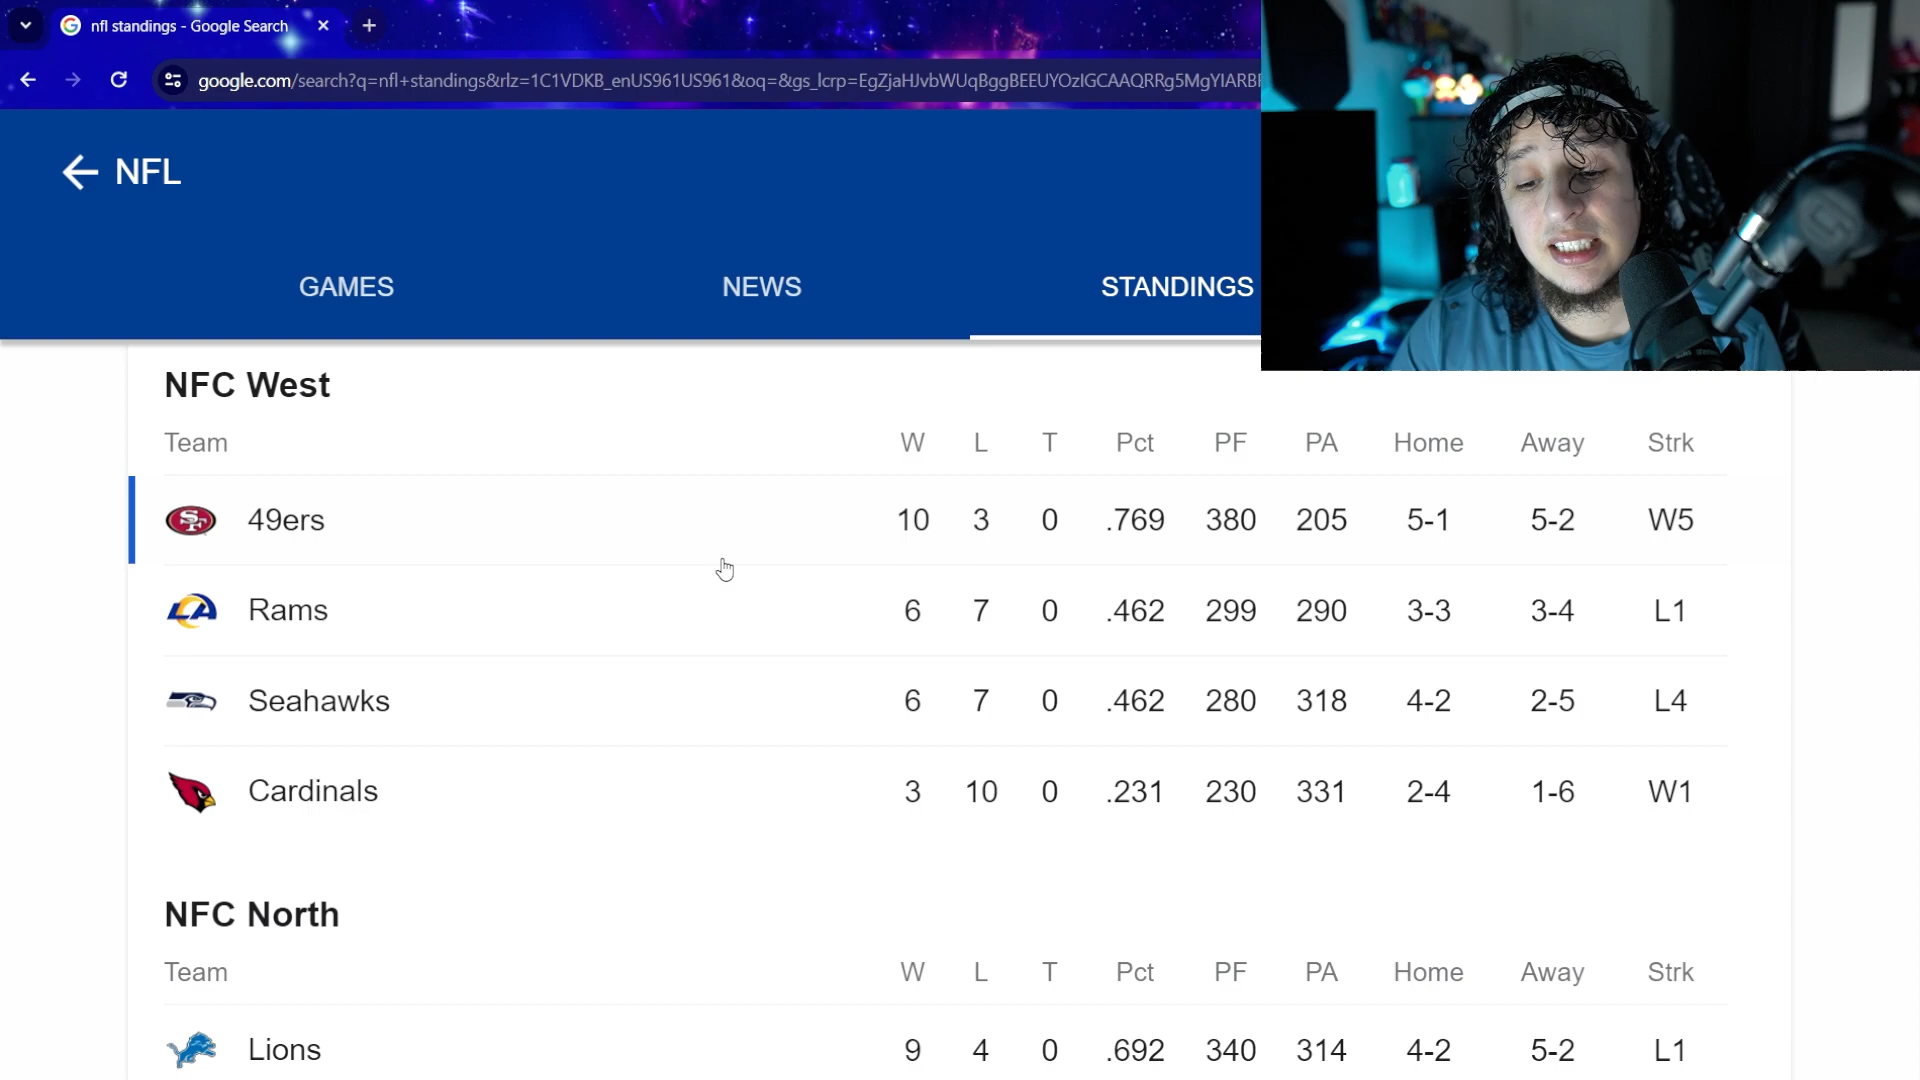 nfl standings - Google Search
google.com/search?q=nfl+standings&rlz=1C1VDKB_enUS961US961&oq=&gs_lcrp=EgZjaHJvbWUqBggBEEUYOzIGCAAQRRg5MgYIARBF
NFL
GAMES NEWS STANDINGS
NFC West
Team W L T Pct PF PA Home Away Strk
49ers 10 3 0 .769 380 205 5-1 5-2 W5
Rams 6 7 0 .462 299 290 3-3 3-4 L1
Seahawks 6 7 0 .462 280 318 4-2 2-5 L4
Cardinals 3 10 0 .231 230 331 2-4 1-6 W1
NFC North
Team W L T Pct PF PA Home Away Strk
Lions 9 4 0 .692 340 314 4-2 5-2 L1